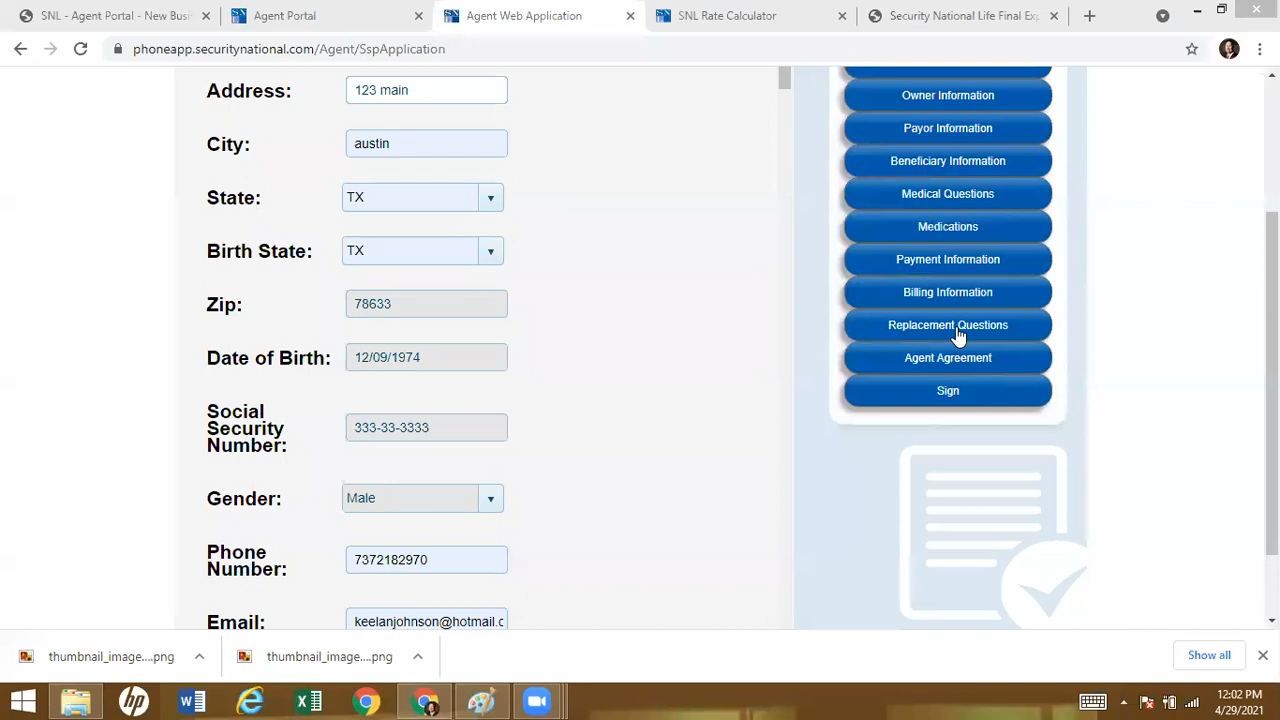 SNL - Agent Portal - New Busi
Agent Portal
Agent Web Application
SNL Rate Calculator
Security National Life Final Exp
phoneapp.securitynational.com/Agent/SspApplication
Address:
123 main
City:
austin
State:
TX
Birth State:
TX
Zip:
78633
Date of Birth:
12/09/1974
Social
Security
Number:
333-33-3333
Gender:
Male
Phone
Number:
7372182970
Email:
keelanjohnson@hotmail.c
Owner Information
Payor Information
Beneficiary Information
Medical Questions
Medications
Payment Information
Billing Information
Replacement Questions
Agent Agreement
Sign
thumbnail_image....png
thumbnail_image....png
Show all
12:02 PM
4/29/2021